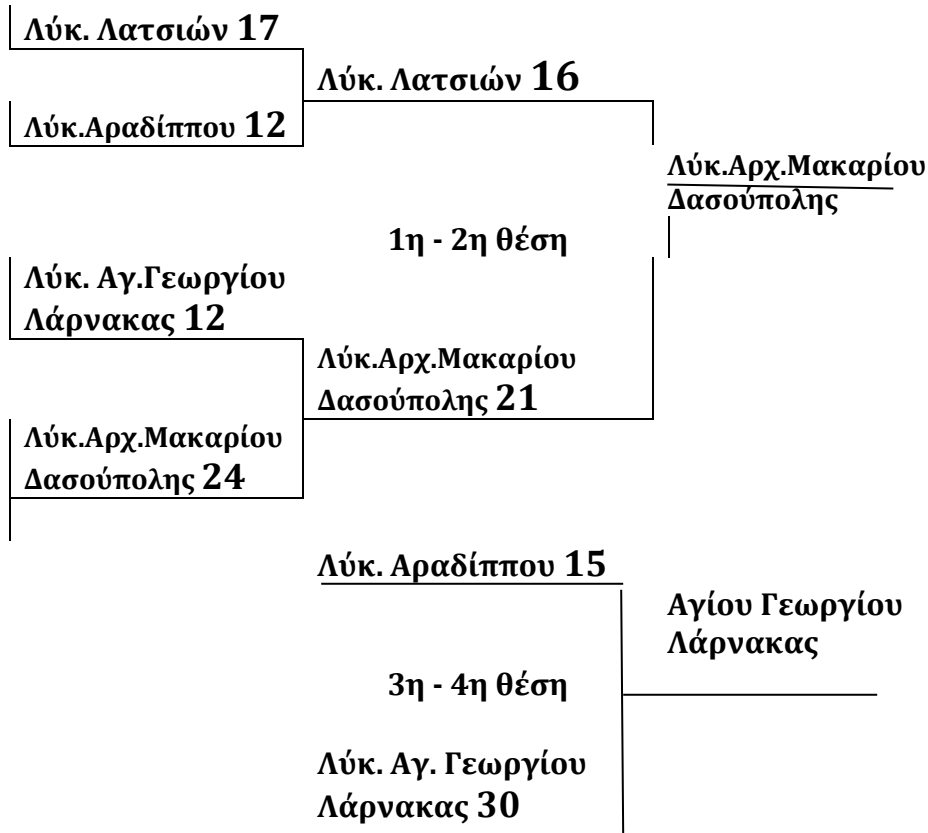 Λύκ. Λατσιών 17
Λύκ. Λατσιών 16
Λύκ.Αραδίππου 12
Λύκ.Αρχ.Μακαρίου
Δασούπολης
1η - 2η θέση
Λύκ. Αγ.Γεωργίου
Λάρνακας 12
Λύκ.Αρχ.Μακαρίου
Δασούπολης 21
Λύκ.Αρχ.Μακαρίου
Δασούπολης 24
Λύκ. Αραδίππου 15
Αγίου Γεωργίου
Λάρνακας
3η - 4η θέση
Λύκ. Αγ. Γεωργίου
Λάρνακας 30